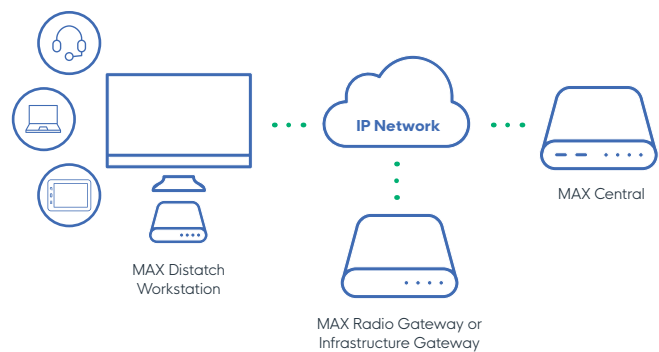 IP Network
MAX Central
MAX Distatch
Workstation
MAX Radio Gateway or
Infrastructure Gateway